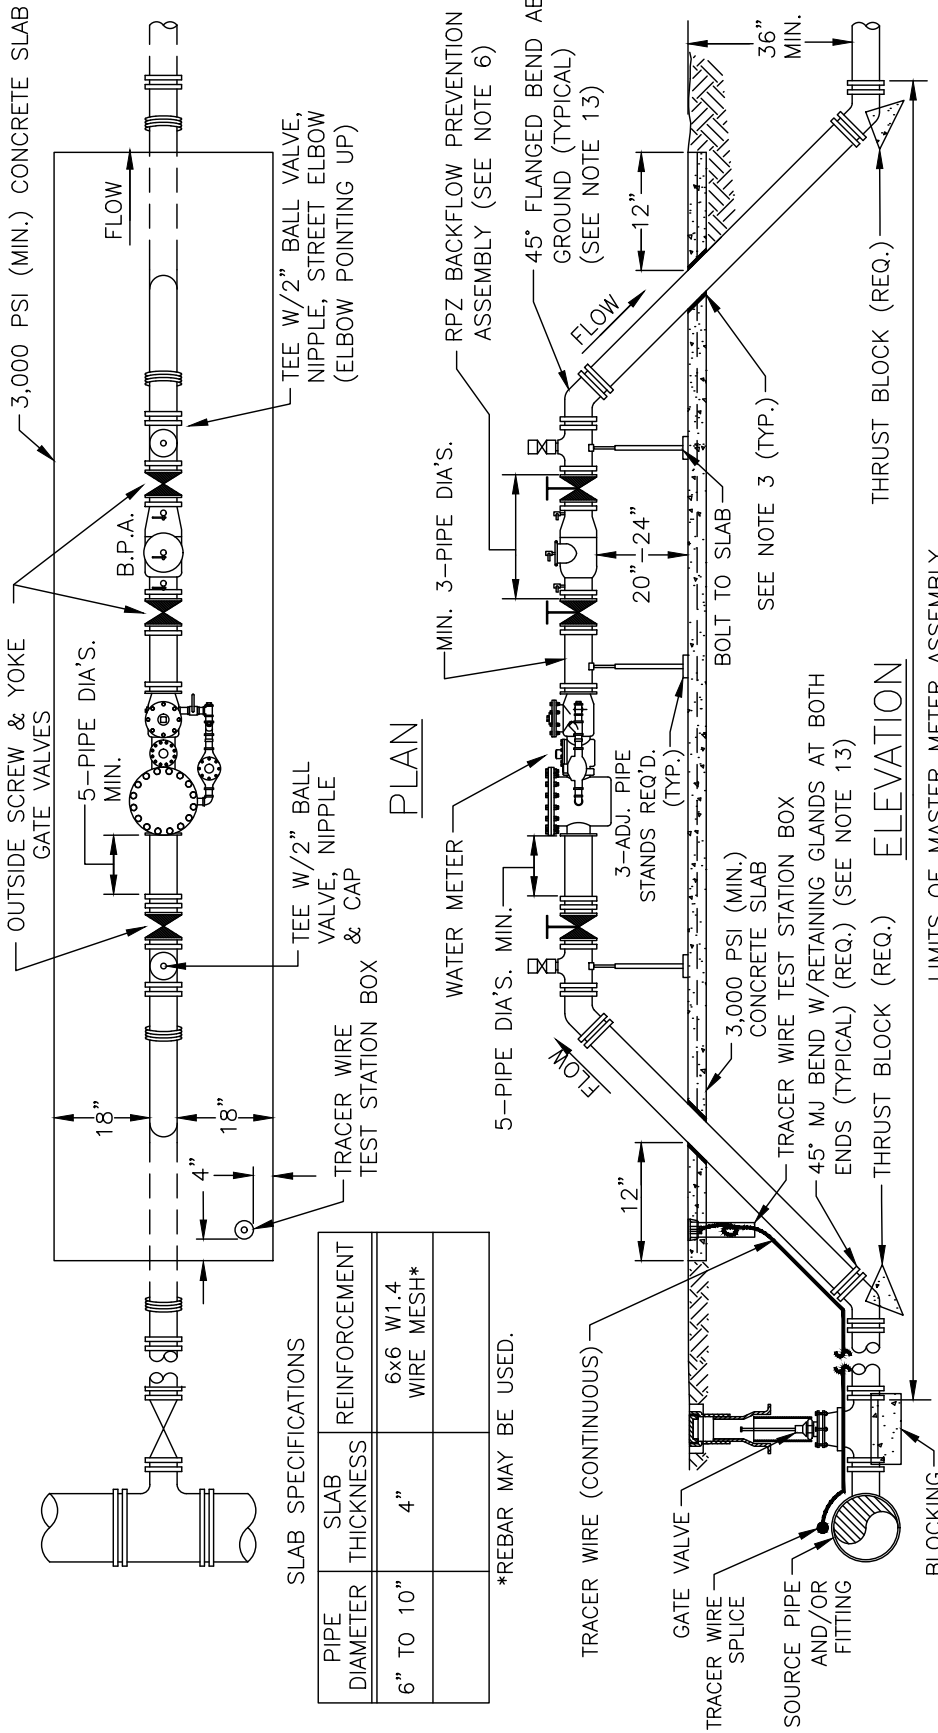 3,000 PSI (MIN.) CONCRETE SLAB
OUTSIDE SCREW & YOKE
GATE VALVES
FLOW
B.P.A.
5-PIPE DIA'S.
MIN.
18"
18"
4"
TEE W/2" BALL VALVE,
NIPPLE, STREET ELBOW
(ELBOW POINTING UP)
TEE W/2" BALL
VALVE, NIPPLE
& CAP
TRACER WIRE
TEST STATION BOX
PLAN
SLAB SPECIFICATIONS
PIPE
DIAMETER
SLAB
THICKNESS
REINFORCEMENT
6" TO 10"
4"
6x6 W1.4
WIRE MESH*
*REBAR MAY BE USED.
RPZ BACKFLOW PREVENTION
ASSEMBLY (SEE NOTE 6)
45° FLANGED BEND
GROUND (TYPICAL)
(SEE NOTE 13)
MIN. 3-PIPE DIA'S.
WATER METER
5-PIPE DIA'S. MIN.
FLOW
FLOW
36"
MIN.
12"
20"-24"
3-ADJ. PIPE
STANDS REQ'D.
(TYP.)
BOLT TO SLAB
SEE NOTE 3 (TYP.)
THRUST BLOCK (REQ.)
12"
3,000 PSI (MIN.)
CONCRETE SLAB
TRACER WIRE TEST STATION BOX
45° MJ BEND W/RETAINING GLANDS AT BOTH
ENDS (TYPICAL) (REQ.) (SEE NOTE 13)
THRUST BLOCK (REQ.)
TRACER WIRE (CONTINUOUS)
GATE VALVE
TRACER WIRE
SPLICE
SOURCE PIPE
AND/OR
FITTING
BLOCKING
ELEVATION
LIMITS OF MASTER METER ASSEMBLY